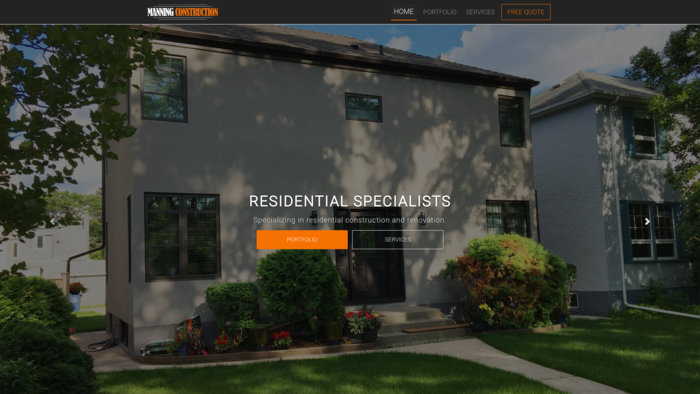 MANNING CONSTRUCTION
HOME PORTFOLIO SERVICES FREE QUOTE
RESIDENTIAL SPECIALISTS
Specializing in residential construction and renovation.
PORTFOLIO SERVICES